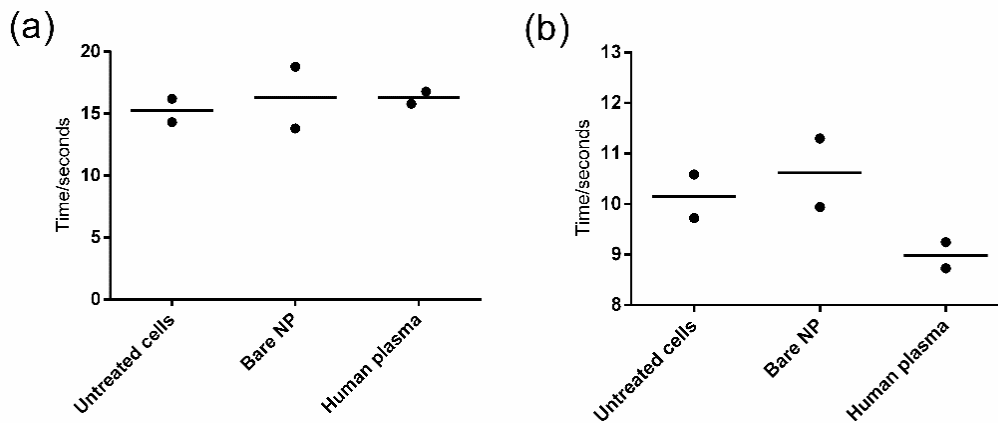 (a)
20
15
10
5
0
Time/seconds
Untreated cells
Bare NP
Human plasma
(b)
13
12
11
10
9
8
Time/seconds
Untreated cells
Bare NP
Human plasma